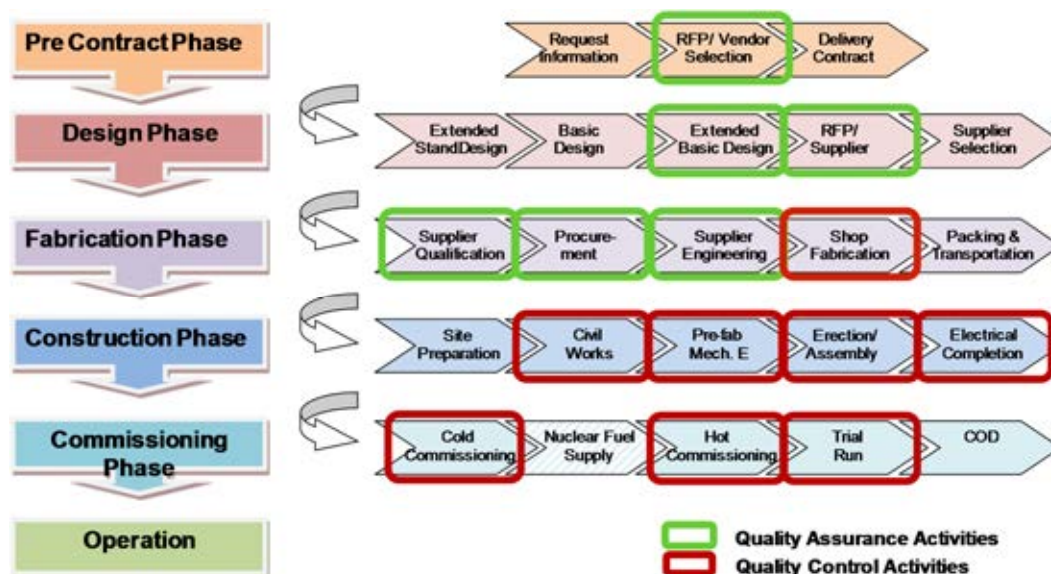 Pre Contract Phase
Request
Information
RFP/ Vendor
Selection
Delivery
Contract
Design Phase
Extended
StandDesign
Basic
Design
Extended
Basic Design
RFP/
Supplier
Supplier
Selection
Fabrication Phase
Supplier
Qualification
Procure-
ment
Supplier
Engineering
Shop
Fabrication
Packing &
Transportation
Construction Phase
Site
Preparation
Civil
Works
Pre-fab
Mech. E
Erection/
Assembly
Electrical
Completion
Commissioning
Phase
Cold
Commissioning
Nuclear Fuel
Supply
Hot
Commissioning
Trial
Run
COD
Operation
Quality Assurance Activities
Quality Control Activities